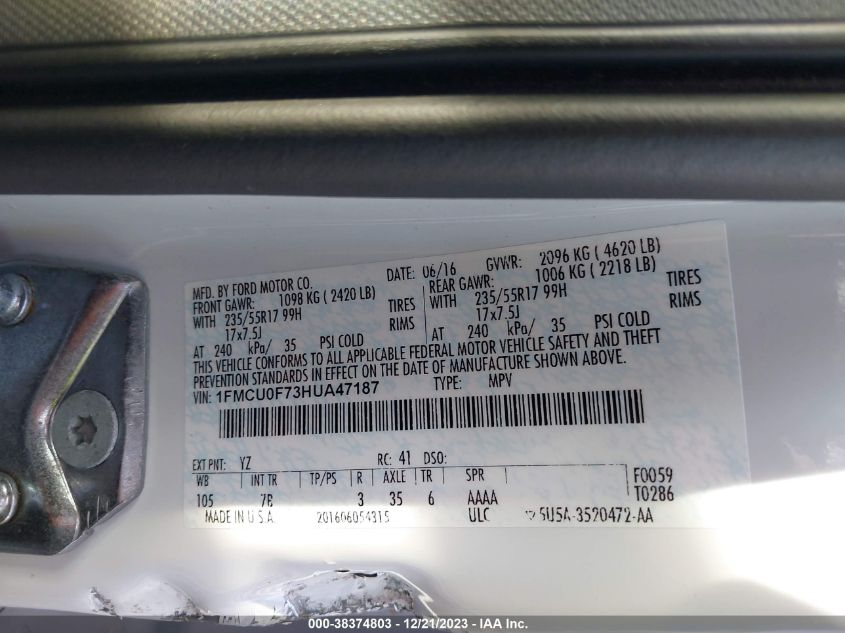 MFD. BY FORD MOTOR CO.
DATE: 06/16 GVWR: 2096 KG ( 4620 LB)
FRONT GAWR: 1098 KG ( 2420 LB)
REAR GAWR: 1006 KG ( 2218 LB)
WITH 235/55R17 99H TIRES
WITH 235/55R17 99H TIRES
17x7.5J RIMS
17x7.5J RIMS
AT 240 kPa/ 35 PSI COLD
AT 240 kPa/ 35 PSI COLD
THIS VEHICLE CONFORMS TO ALL APPLICABLE FEDERAL MOTOR VEHICLE SAFETY AND THEFT
PREVENTION STANDARDS IN EFFECT ON THE DATE OF MANUFACTURE SHOWN ABOVE.
VIN: 1FMCU0F73HUA47187 TYPE: MPV
EXT PNT: YZ RC: 41 DSO:
WB INT TR TP/PS R AXLE TR SPR F0059
105 7B 3 35 6 AAAA T0286
MADE IN U.S.A. 201606054315 ULC 5U5A-3520472-AA
000-38374803 - 12/21/2023 - IAA Inc.